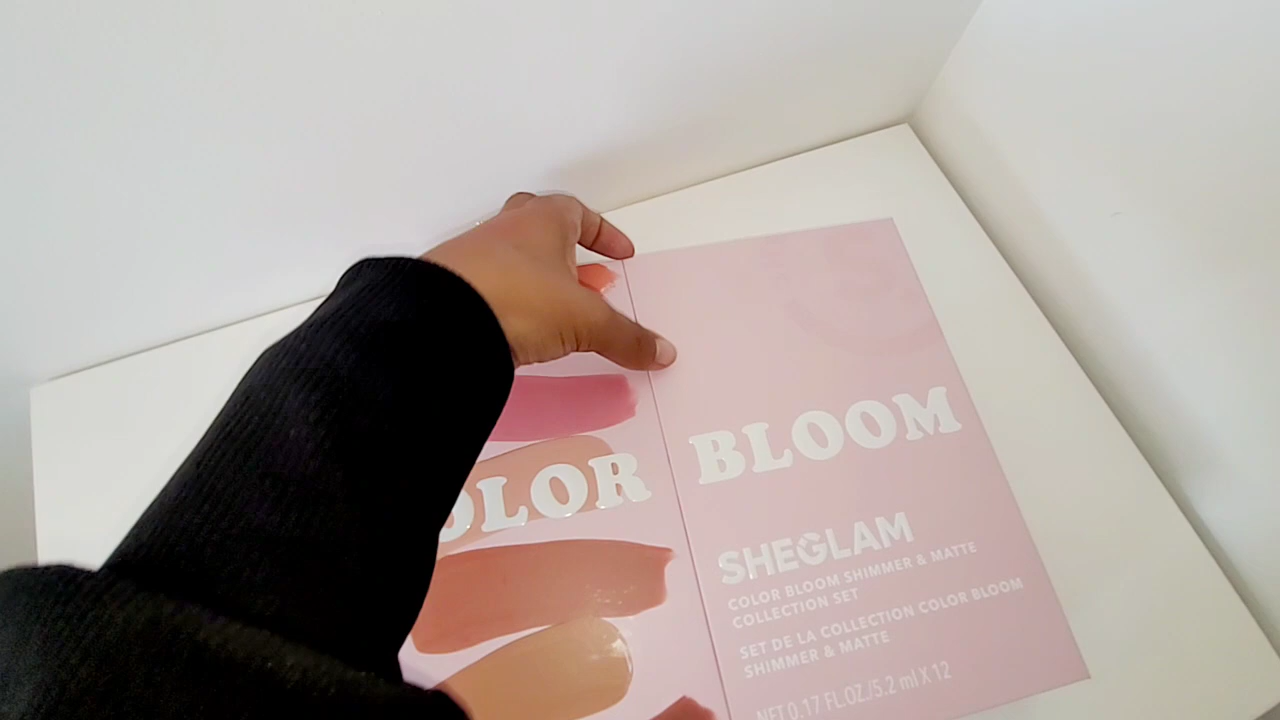 OLOR BLOOM
SHEGLAM
COLOR BLOOM SHIMMER & MATTE
COLLECTION SET
SET DE LA COLLECTION COLOR BLOOM
SHIMMER & MATTE
NET 0.17 FL.OZ./5.2 ml X 12